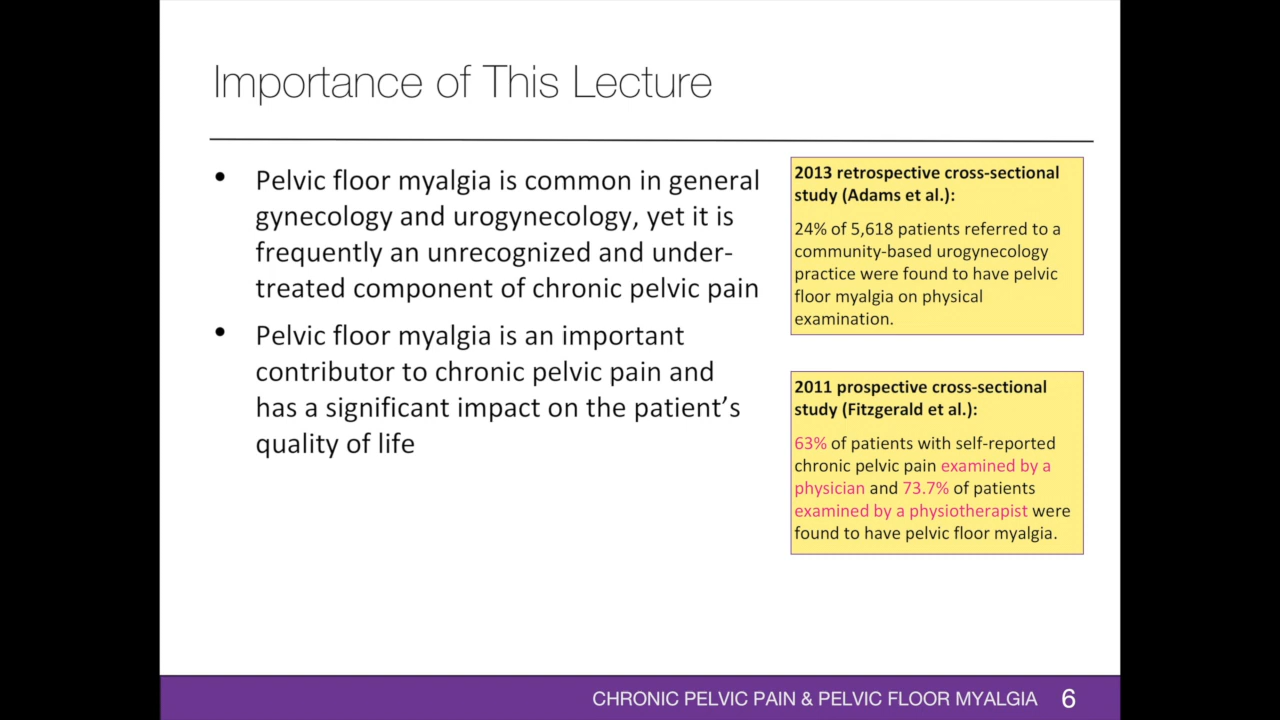 Importance of This Lecture
• Pelvic floor myalgia is common in general
gynecology and urogynecology, yet it is
frequently an unrecognized and under-
treated component of chronic pelvic pain
• Pelvic floor myalgia is an important
contributor to chronic pelvic pain and
has a significant impact on the patient’s
quality of life
2013 retrospective cross-sectional
study (Adams et al.):
24% of 5,618 patients referred to a
community-based urogynecology
practice were found to have pelvic
floor myalgia on physical
examination.
2011 prospective cross-sectional
study (Fitzgerald et al.):
63% of patients with self-reported
chronic pelvic pain examined by a
physician and 73.7% of patients
examined by a physiotherapist were
found to have pelvic floor myalgia.
CHRONIC PELVIC PAIN & PELVIC FLOOR MYALGIA 6